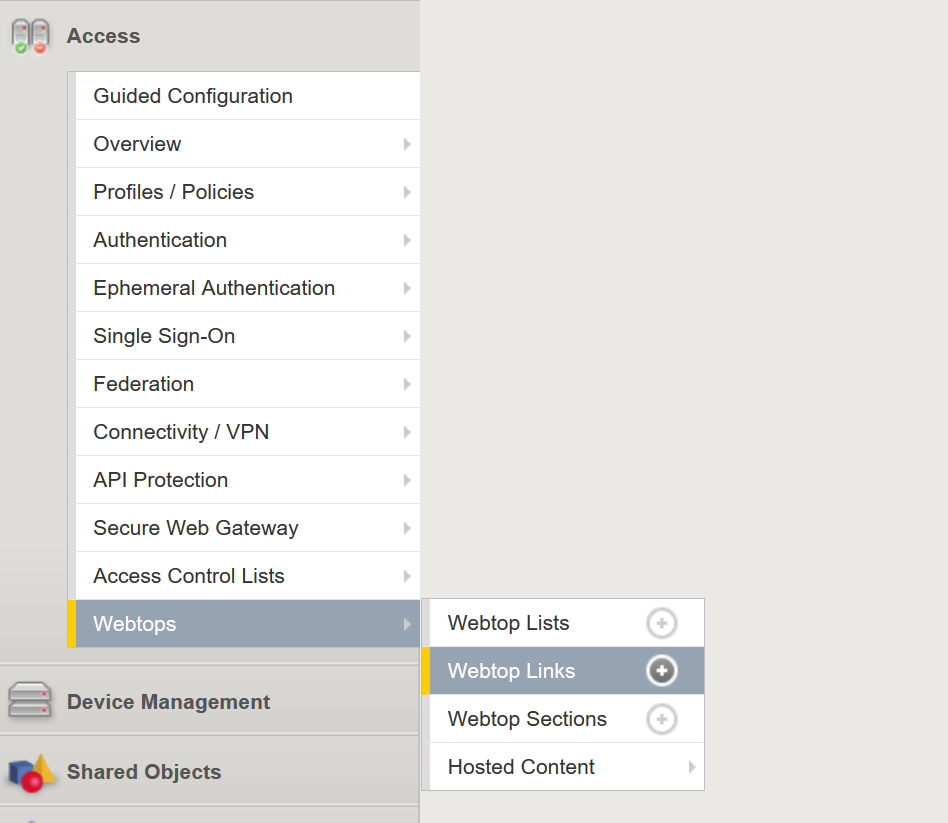 Access
Guided Configuration
Overview
Profiles / Policies
Authentication
Ephemeral Authentication
Single Sign-On
Federation
Connectivity / VPN
API Protection
Secure Web Gateway
Access Control Lists
Webtops
Webtop Lists
Webtop Links
Webtop Sections
Hosted Content
Device Management
Shared Objects